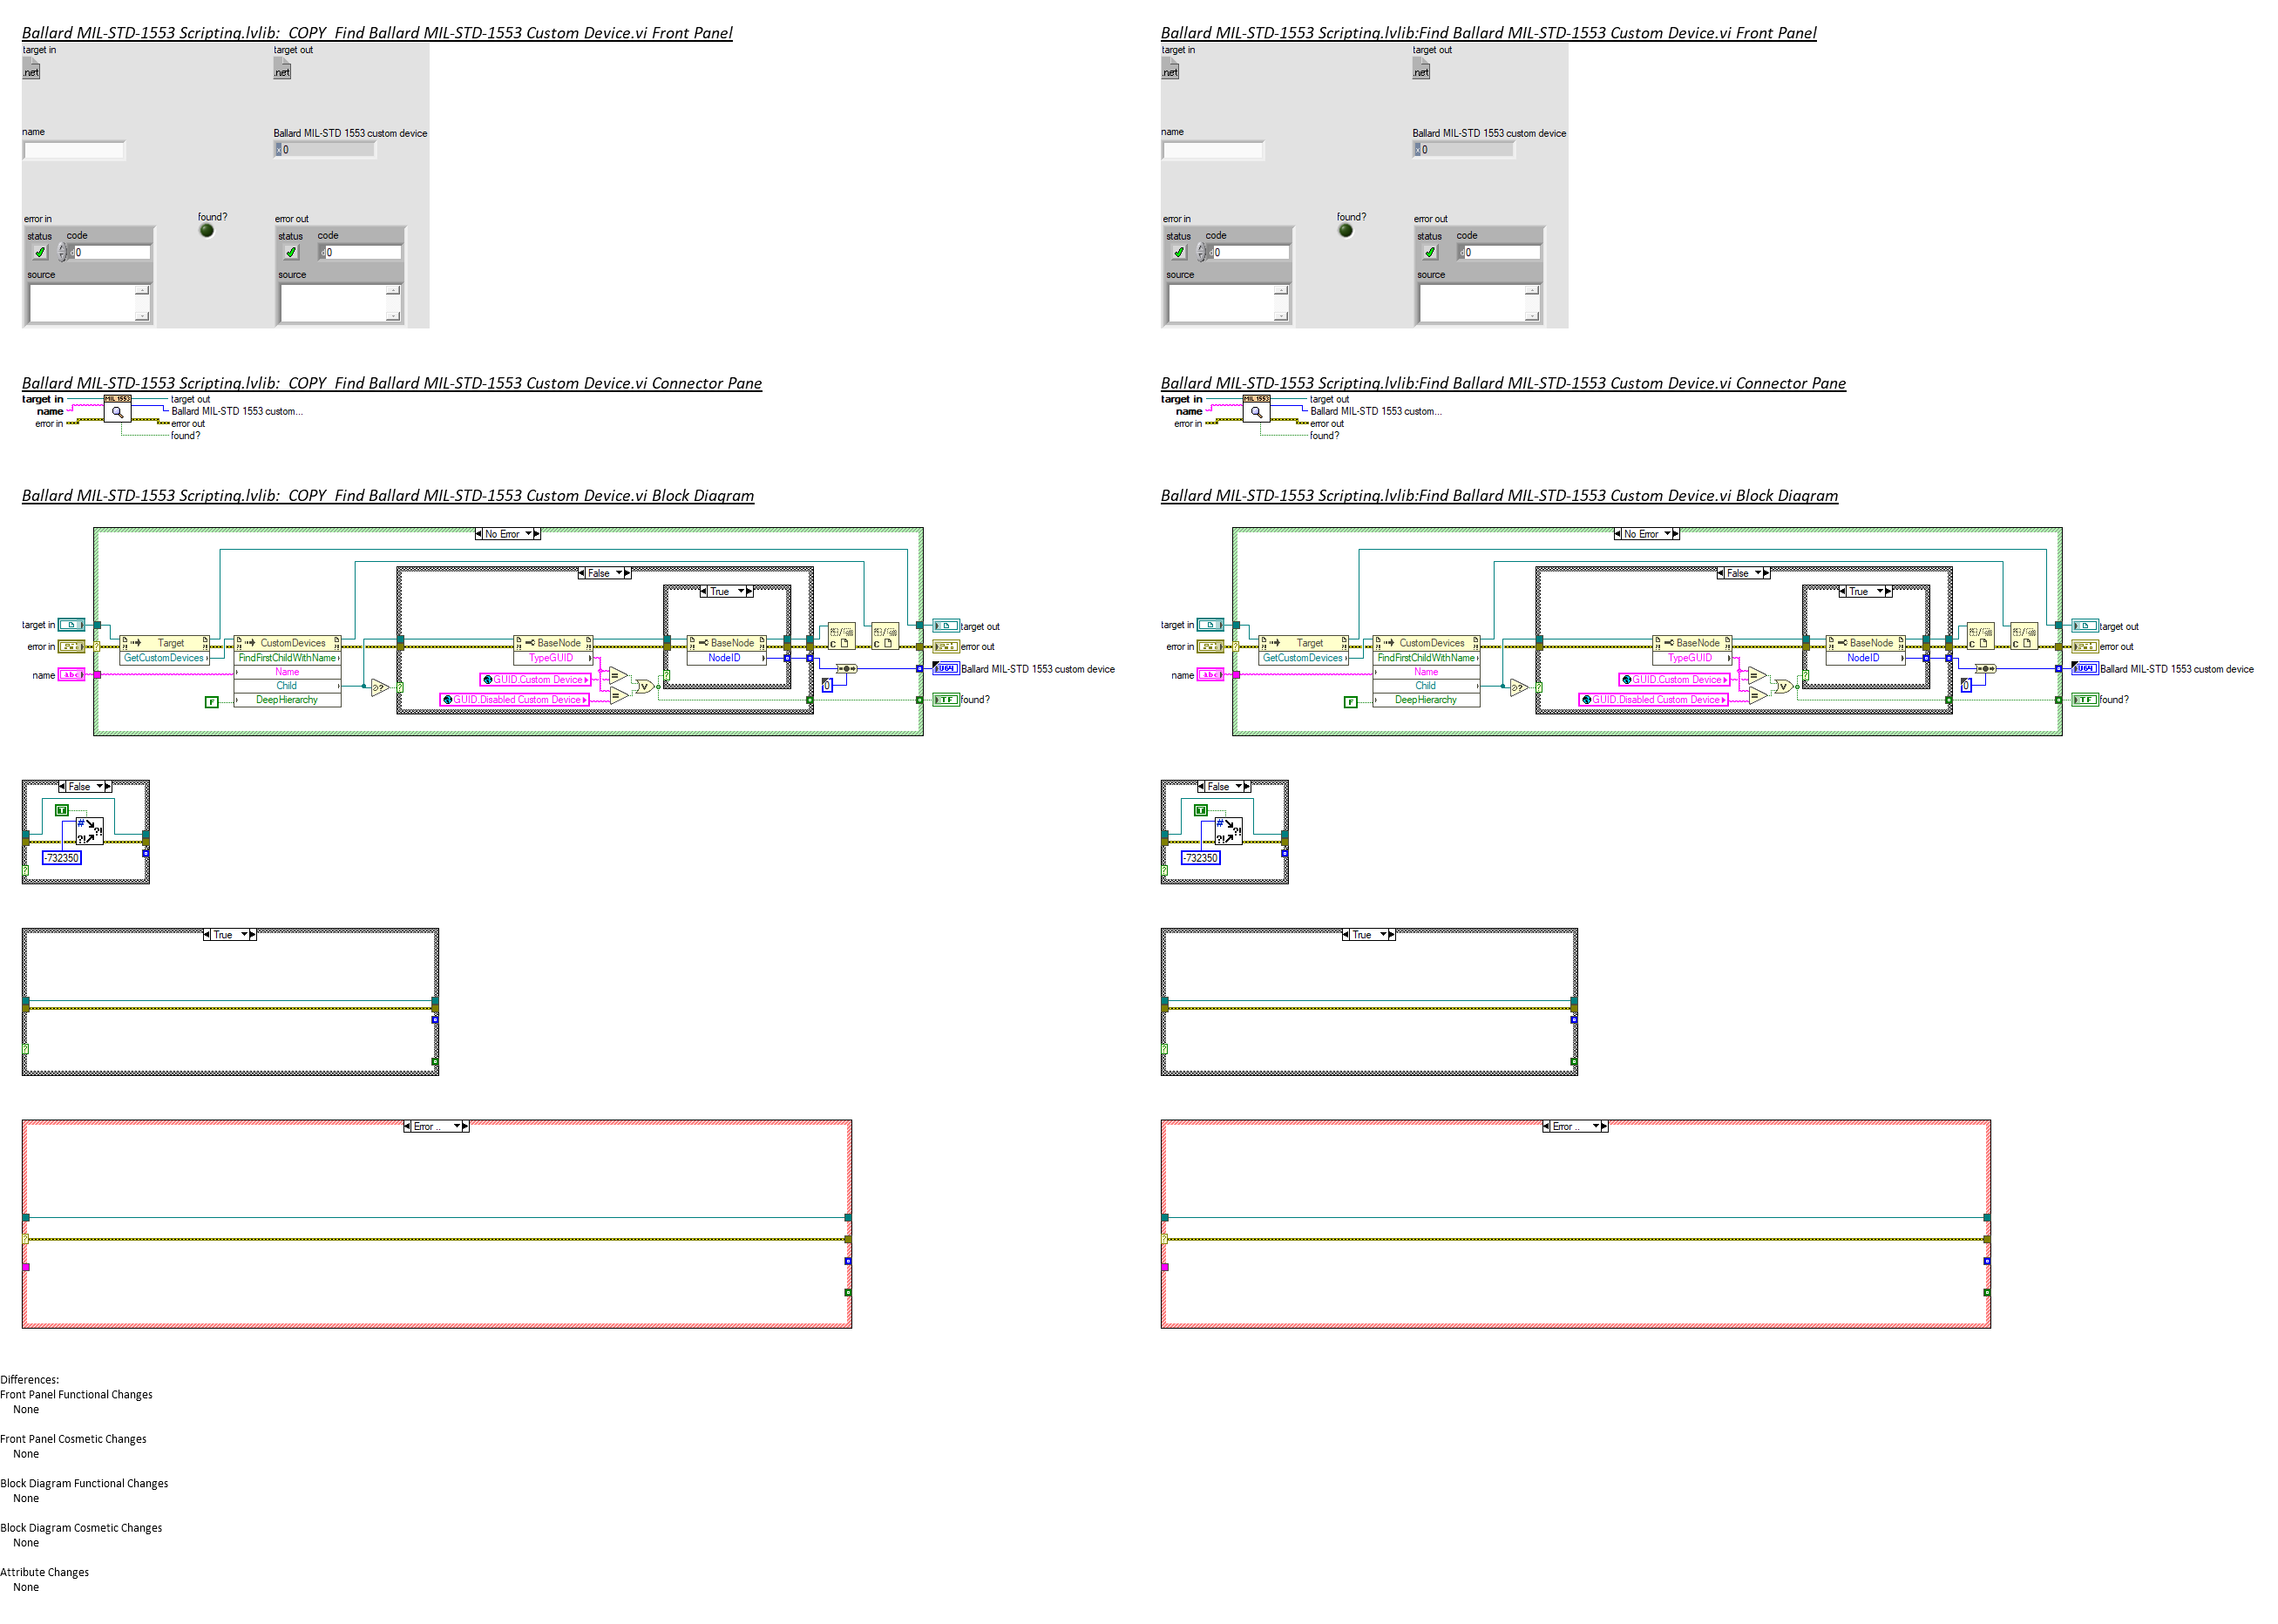 Ballard MIL-STD-1553 Scripting.lvlib:  COPY  Find Ballard MIL-STD-1553 Custom Device.vi Front Panel
target in
target out
.net
.net
name
Ballard MIL-STD 1553 custom device
x 0
error in
found?
error out
status
code
status
code
0
0
source
source
Ballard MIL-STD-1553 Scripting.lvlib:  COPY  Find Ballard MIL-STD-1553 Custom Device.vi Connector Pane
target in
MIL 1553
target out
name
Ballard MIL-STD 1553 custom...
error in
error out
found?
Ballard MIL-STD-1553 Scripting.lvlib:  COPY  Find Ballard MIL-STD-1553 Custom Device.vi Block Diagram
No Error
False
True
target in
error in
name
Target
GetCustomDevices
CustomDevices
FindFirstChildWithName
Name
Child
DeepHierarchy
F
BaseNode
TypeGUID
GUID.Custom Device
GUID.Disabled Custom Device
BaseNode
NodeID
0
target out
error out
U64
Ballard MIL-STD 1553 custom device
TF
found?
False
T
-732350
True
Error ..
Differences:
Front Panel Functional Changes
None
Front Panel Cosmetic Changes
None
Block Diagram Functional Changes
None
Block Diagram Cosmetic Changes
None
Attribute Changes
None
Ballard MIL-STD-1553 Scripting.lvlib:Find Ballard MIL-STD-1553 Custom Device.vi Front Panel
target in
target out
.net
.net
name
Ballard MIL-STD 1553 custom device
x 0
error in
found?
error out
status
code
status
code
0
0
source
source
Ballard MIL-STD-1553 Scripting.lvlib:Find Ballard MIL-STD-1553 Custom Device.vi Connector Pane
target in
MIL 1553
target out
name
Ballard MIL-STD 1553 custom...
error in
error out
found?
Ballard MIL-STD-1553 Scripting.lvlib:Find Ballard MIL-STD-1553 Custom Device.vi Block Diagram
No Error
False
True
target in
error in
name
Target
GetCustomDevices
CustomDevices
FindFirstChildWithName
Name
Child
DeepHierarchy
F
BaseNode
TypeGUID
GUID.Custom Device
GUID.Disabled Custom Device
BaseNode
NodeID
0
target out
error out
U64
Ballard MIL-STD 1553 custom device
TF
found?
False
T
-732350
True
Error ..